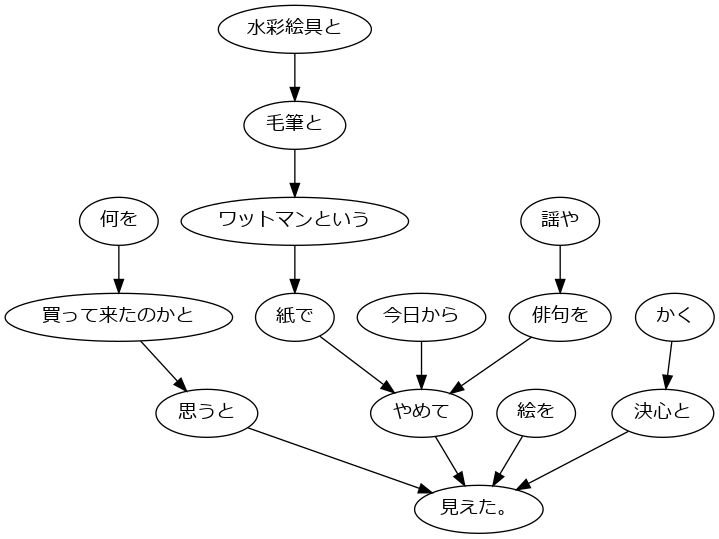 水彩絵具と
毛筆と
何を
ワットマンという
謡や
買って来たのかと
紙で
今日から
俳句を
かく
思うと
やめて
絵を
決心と
見えた。